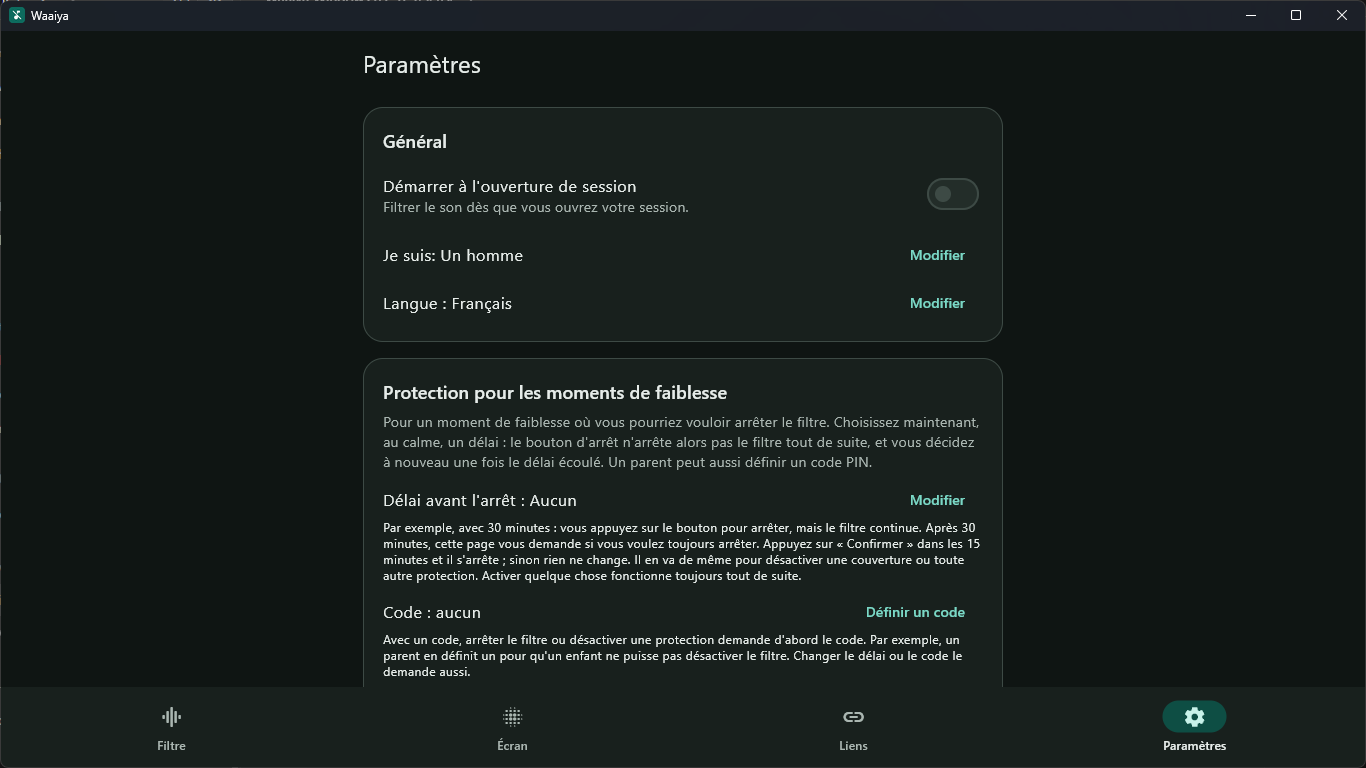 Waaiya
Paramètres
Général
Démarrer à l'ouverture de session
Filtrer le son dès que vous ouvrez votre session.
Je suis: Un homme
Modifier
Langue : Français
Modifier
Protection pour les moments de faiblesse
Pour un moment de faiblesse où vous pourriez vouloir arrêter le filtre. Choisissez maintenant,
au calme, un délai : le bouton d'arrêt n'arrête alors pas le filtre tout de suite, et vous décidez
à nouveau une fois le délai écoulé. Un parent peut aussi définir un code PIN.
Délai avant l'arrêt : Aucun
Modifier
Par exemple, avec 30 minutes : vous appuyez sur le bouton pour arrêter, mais le filtre continue. Après 30
minutes, cette page vous demande si vous voulez toujours arrêter. Appuyez sur « Confirmer » dans les 15
minutes et il s'arrête ; sinon rien ne change. Il en va de même pour désactiver une couverture ou toute
autre protection. Activer quelque chose fonctionne toujours tout de suite.
Code : aucun
Définir un code
Avec un code, arrêter le filtre ou désactiver une protection demande d'abord le code. Par exemple, un
parent en définit un pour qu'un enfant ne puisse pas désactiver le filtre. Changer le délai ou le code le
demande aussi.
Filtre
Écran
Liens
Paramètres